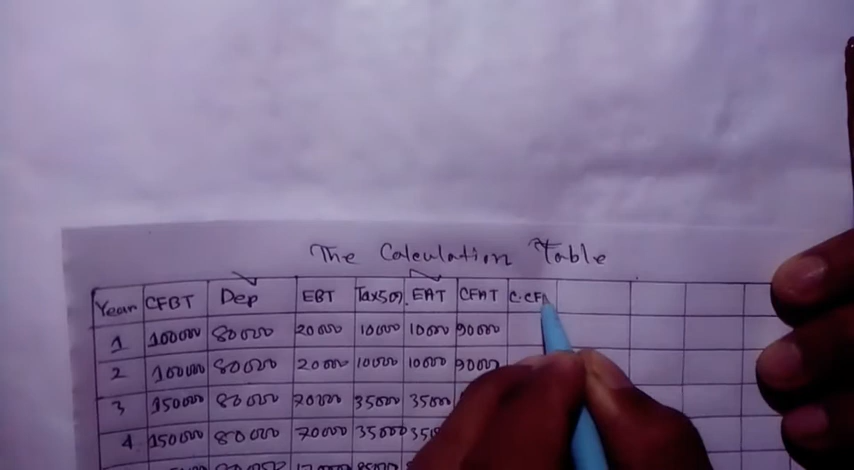 The Calculation Table
Year CFBT Dep EBT Tax50%. EAT CFAT C.CFA
1 100000 80000 20000 10000 10000 90000
2 100000 80000 20000 10000 10000 90000
3 150000 80000 70000 35000 35000
4 150000 80000 70000 35000